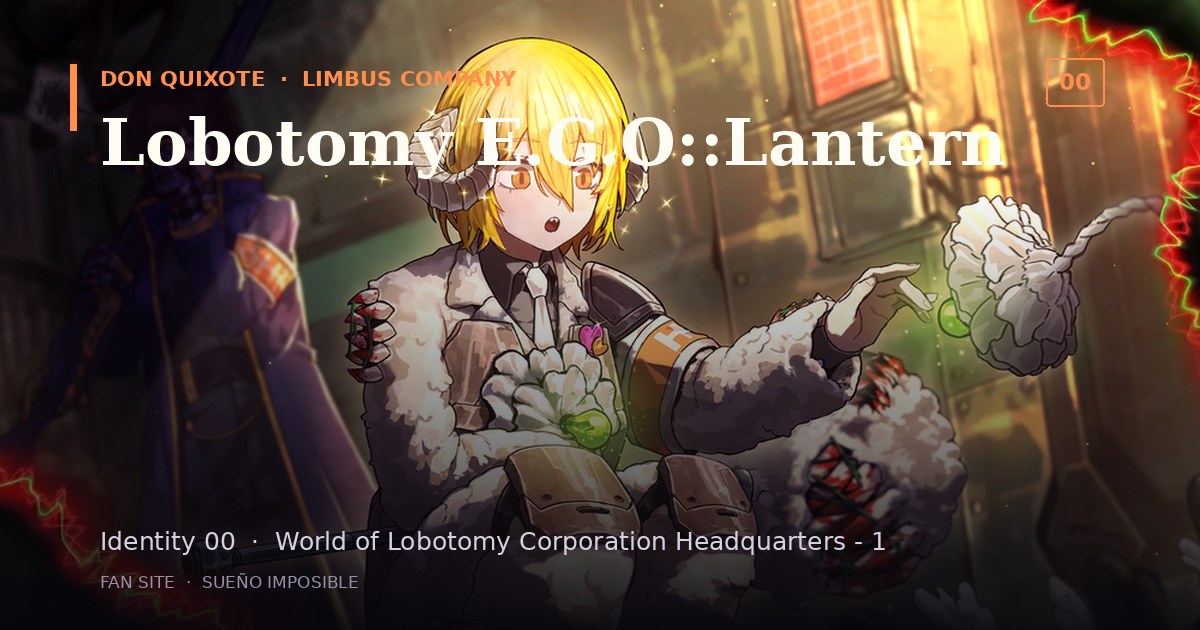 DON QUIXOTE · LIMBUS COMPANY
00
Lobotomy E.G.O::Lantern
Identity 00 · World of Lobotomy Corporation Headquarters - 1
FAN SITE · SUEÑO IMPOSIBLE